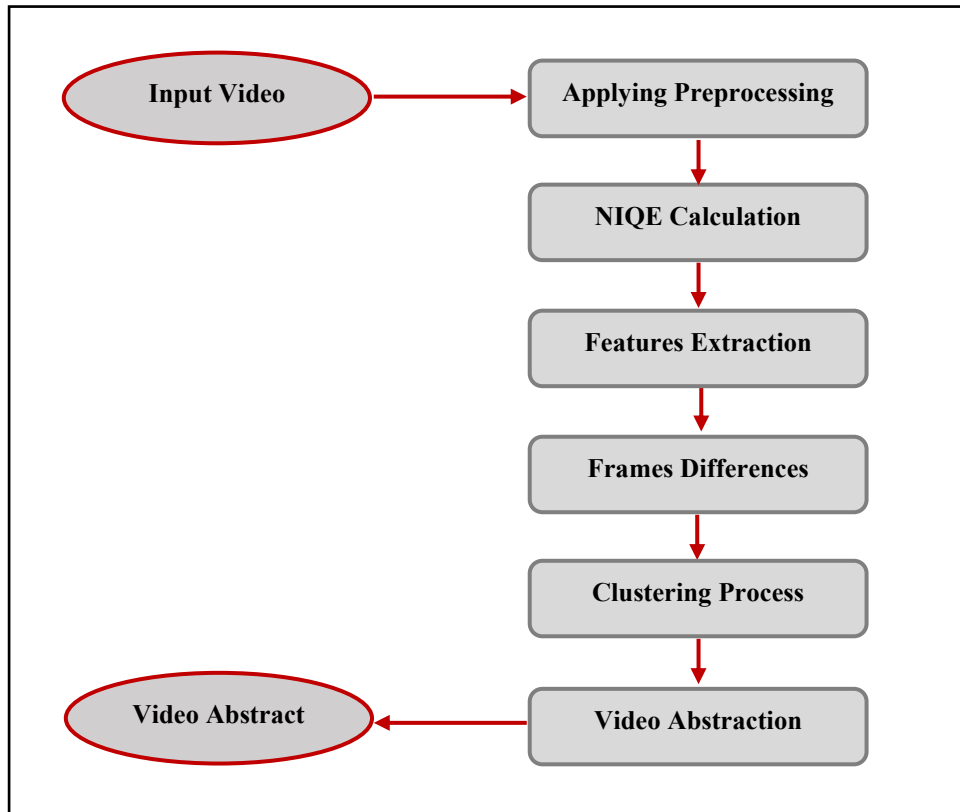 Input Video
Applying Preprocessing
NIQE Calculation
Features Extraction
Frames Differences
Clustering Process
Video Abstraction
Video Abstract